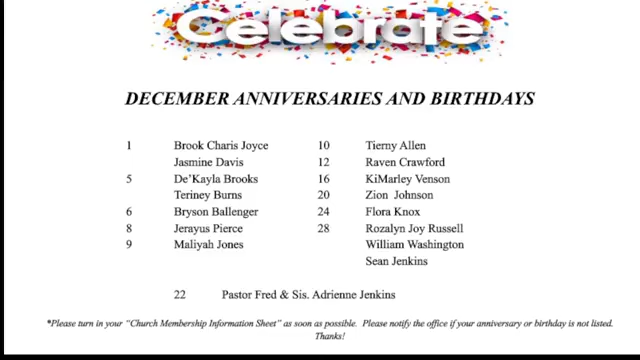 Celebrate
DECEMBER ANNIVERSARIES AND BIRTHDAYS
1 Brook Charis Joyce 10 Tierny Allen
Jasmine Davis 12 Raven Crawford
5 De'Kayla Brooks 16 KiMarley Venson
Teriney Burns 20 Zion Johnson
6 Bryson Ballenger 24 Flora Knox
8 Jerayus Pierce 28 Rozalyn Joy Russell
9 Maliyah Jones William Washington
Sean Jenkins
22 Pastor Fred & Sis. Adrienne Jenkins
*Please turn in your "Church Membership Information Sheet" as soon as possible. Please notify the office if your anniversary or birthday is not listed.
Thanks!